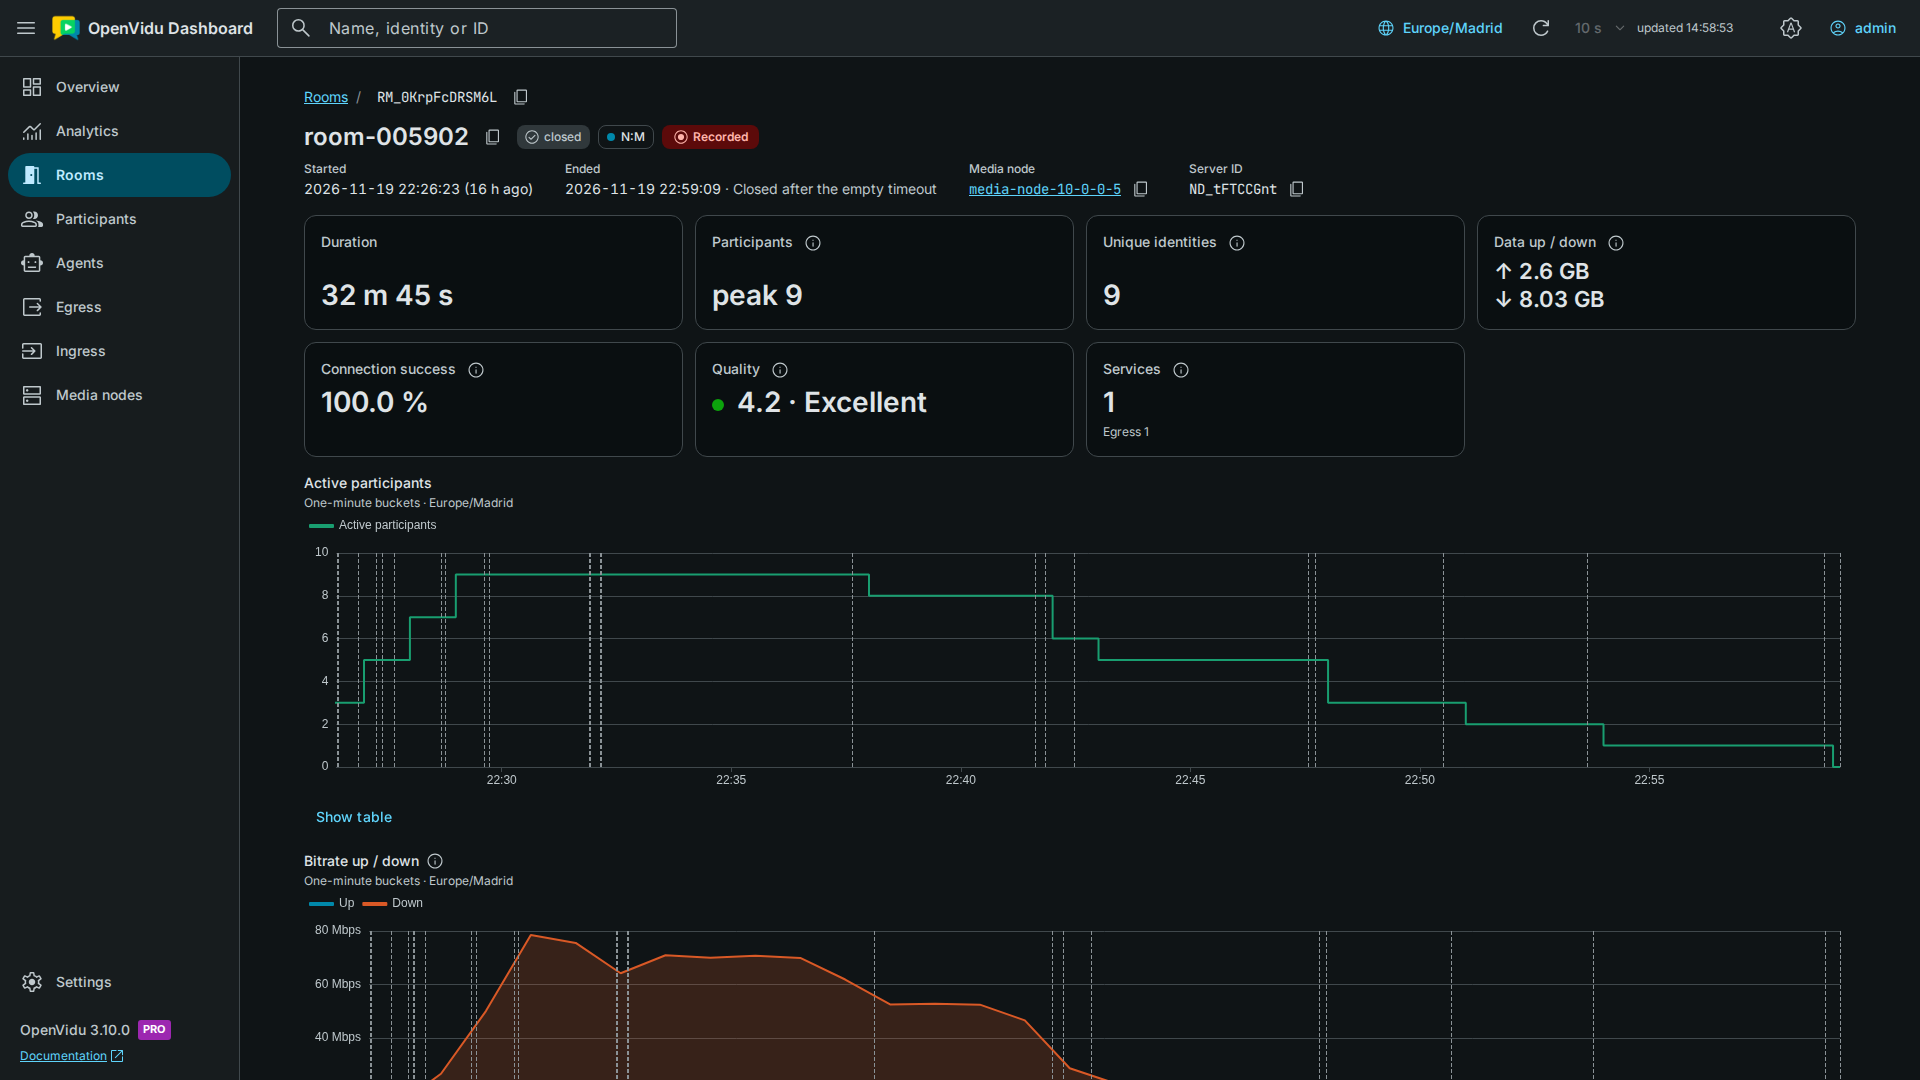 OpenVidu Dashboard
Name, identity or ID
Europe/Madrid
10 s
updated 14:58:53
admin
Overview
Analytics
Rooms
Participants
Agents
Egress
Ingress
Media nodes
Settings
OpenVidu 3.10.0 PRO
Documentation
Rooms / RM_0KrpFcDRSM6L
room-005902 closed N:M Recorded
Started
2026-11-19 22:26:23 (16 h ago)
Ended
2026-11-19 22:59:09 · Closed after the empty timeout
Media node
media-node-10-0-0-5
Server ID
ND_tFTCCGnt
Duration
32 m 45 s
Participants
peak 9
Unique identities
9
Data up / down
↑ 2.6 GB
↓ 8.03 GB
Connection success
100.0 %
Quality
4.2 · Excellent
Services
1
Egress 1
Active participants
One-minute buckets · Europe/Madrid
Active participants
10
8
6
4
2
0
22:30 22:35 22:40 22:45 22:50 22:55
Show table
Bitrate up / down
One-minute buckets · Europe/Madrid
Up Down
80 Mbps
60 Mbps
40 Mbps